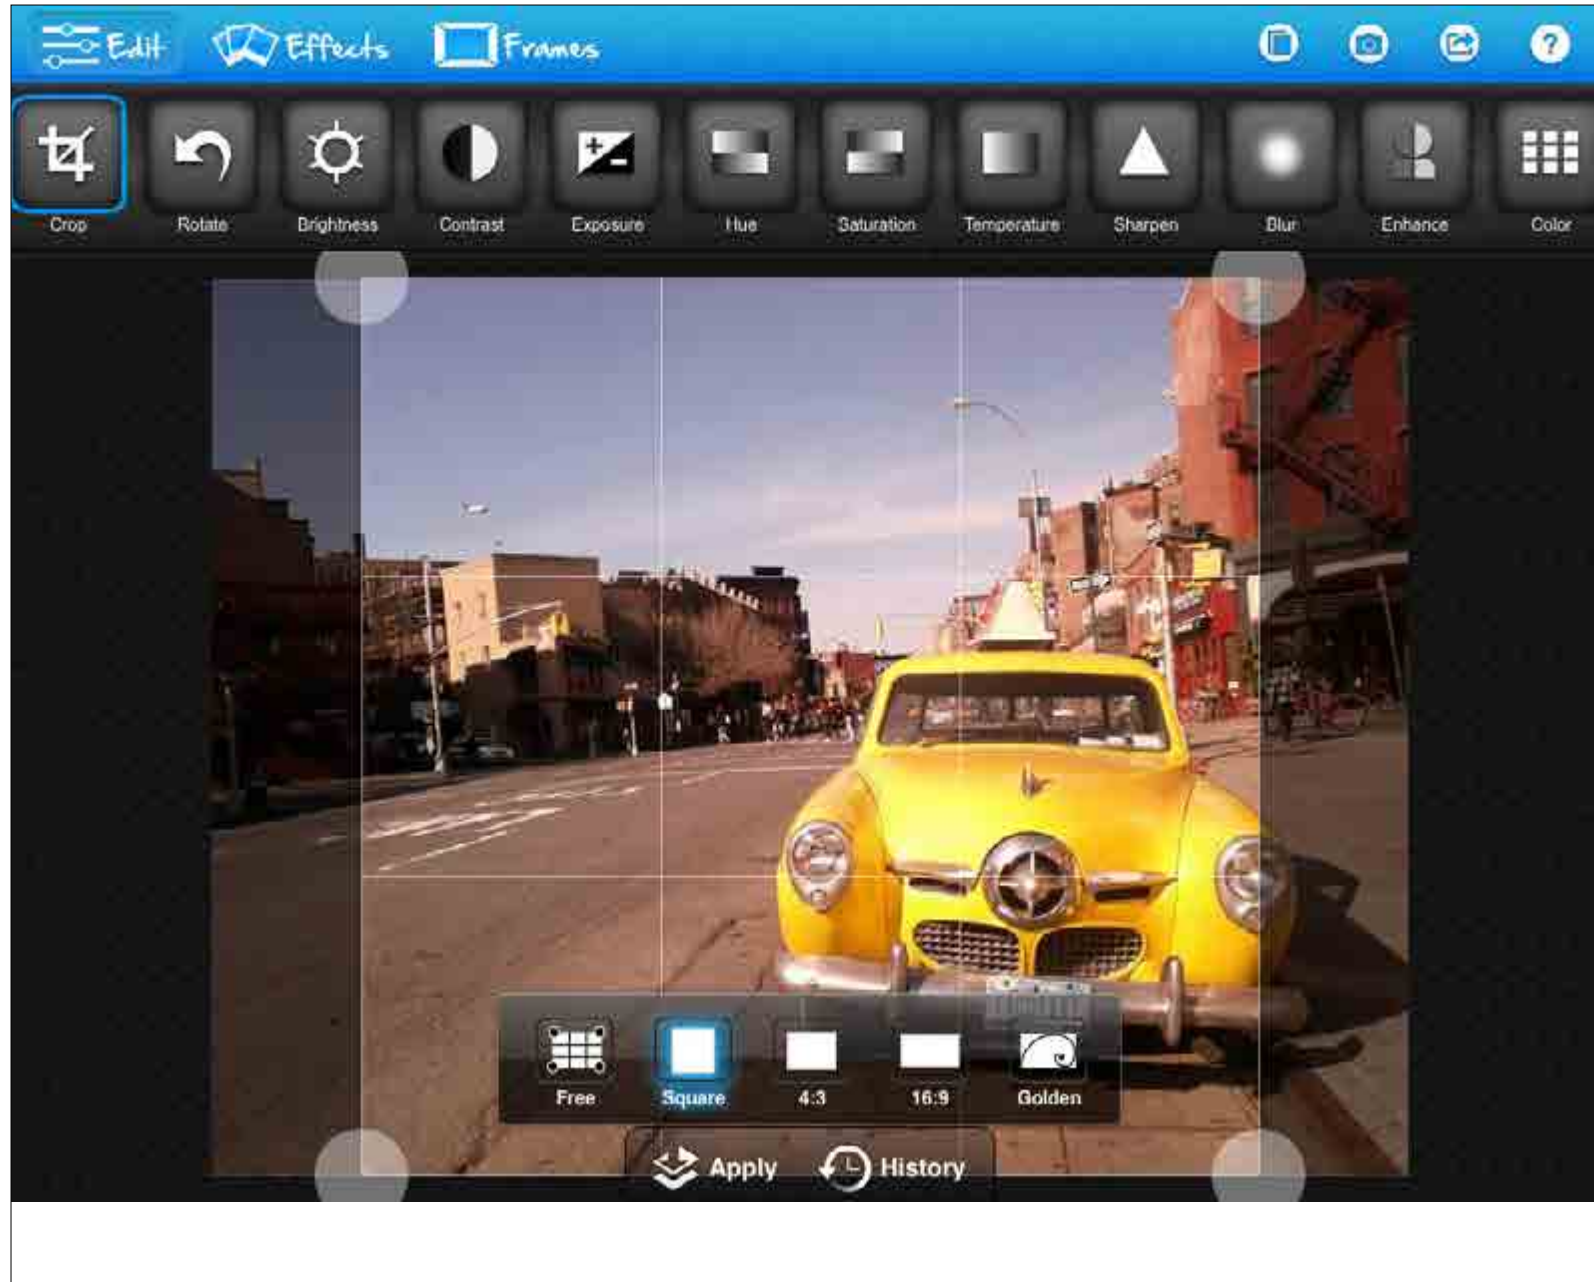 Edit Effects Frames ?
Crop Rotate Brightness Contrast Exposure Hue Saturation Temperature Sharpen Blur Enhance Color
Free Square 4:3 16:9 Golden
Apply History